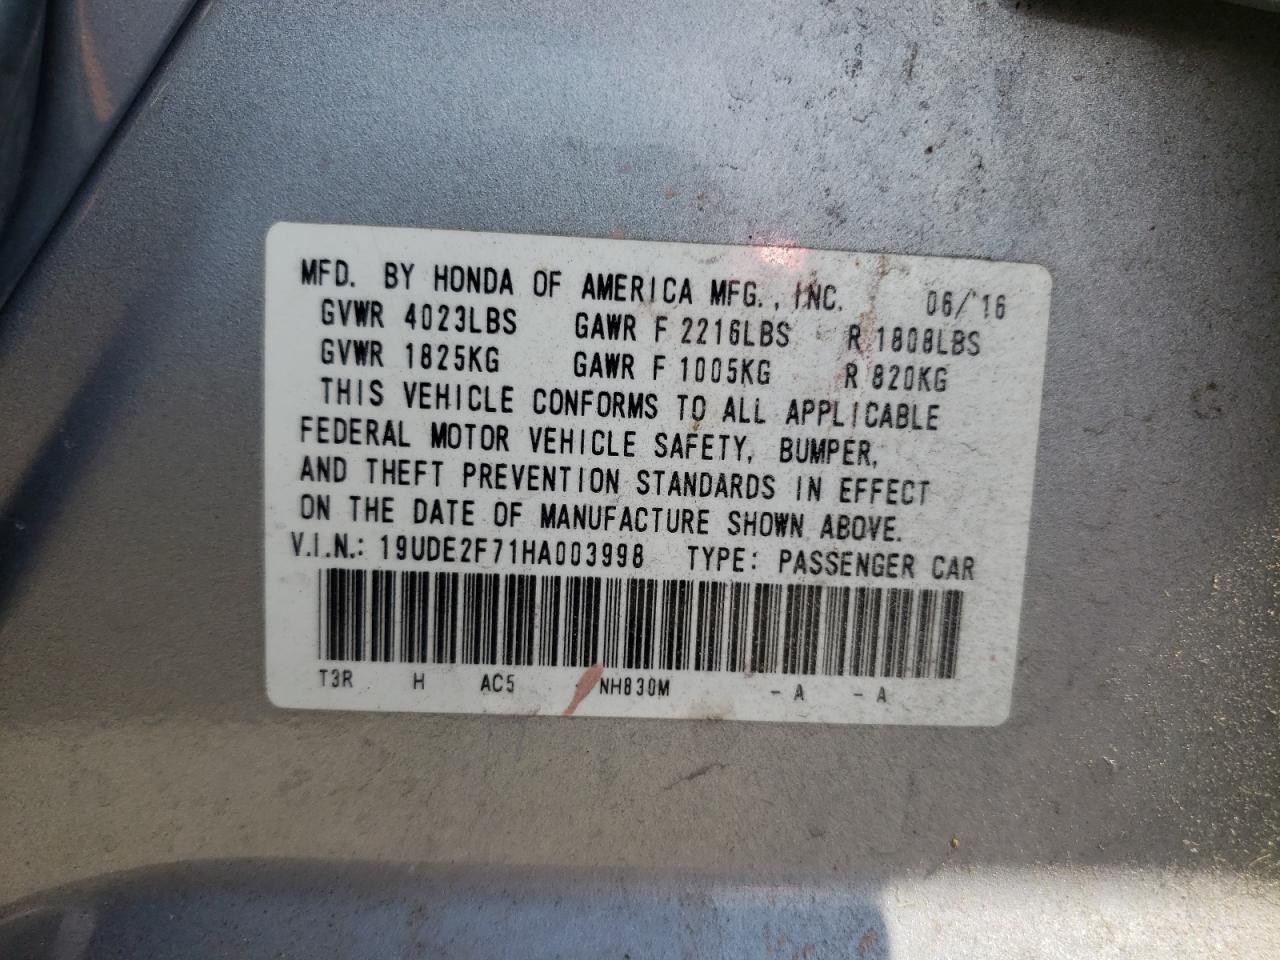 MFD. BY HONDA OF AMERICA MFG., INC. 06/16
GVWR 4023LBS GAWR F 2216LBS R 1808LBS
GVWR 1825KG GAWR F 1005KG R 820KG
THIS VEHICLE CONFORMS TO ALL APPLICABLE
FEDERAL MOTOR VEHICLE SAFETY, BUMPER,
AND THEFT PREVENTION STANDARDS IN EFFECT
ON THE DATE OF MANUFACTURE SHOWN ABOVE.
V.I.N.: 19UDE2F71HA003998 TYPE: PASSENGER CAR
T3R H AC5 NH830M - A - A